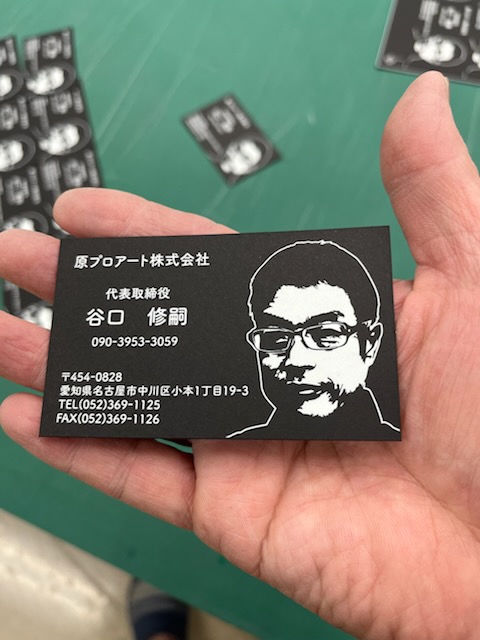 原プロアート株式会社
代表取締役
谷口　修嗣
090-3953-3059
〒454-0828
愛知県名古屋市中川区小本1丁目19-3
TEL(052)369-1125
FAX(052)369-1126